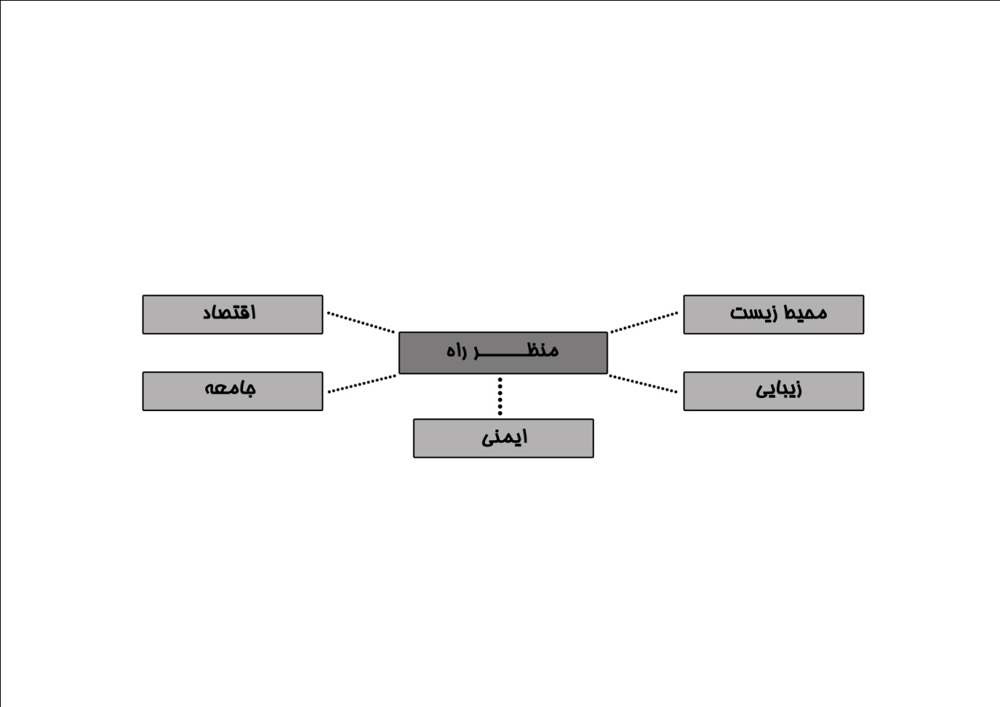 محیط زیست
اقتصاد
منظـــــــر راه
زیبایی
جامعه
ایمنی